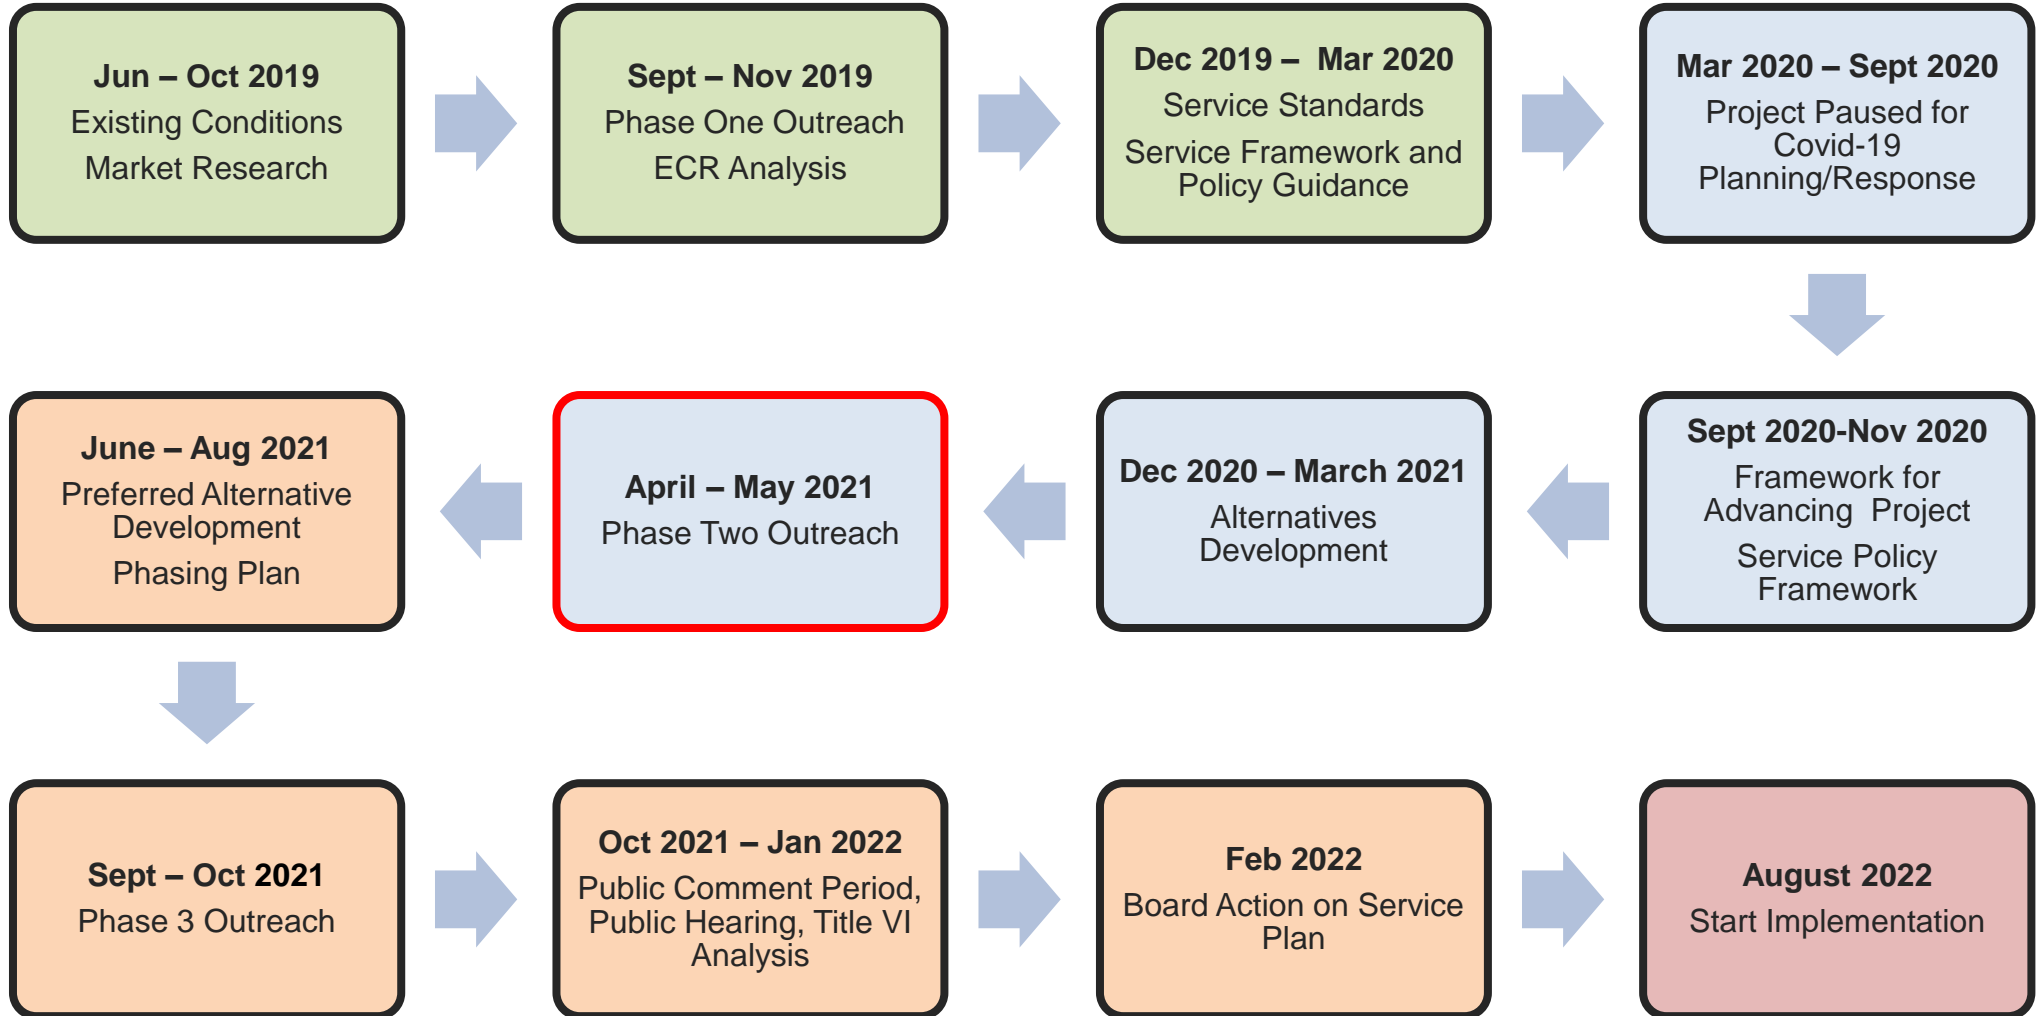 Jun – Oct 2019
Existing Conditions
Market Research
Sept – Nov 2019
Phase One Outreach
ECR Analysis
Dec 2019 – Mar 2020
Service Standards
Service Framework and
Policy Guidance
Mar 2020 – Sept 2020
Project Paused for
Covid-19
Planning/Response
Sept 2020-Nov 2020
Framework for
Advancing Project
Service Policy
Framework
Dec 2020 – March 2021
Alternatives
Development
April – May 2021
Phase Two Outreach
June – Aug 2021
Preferred Alternative
Development
Phasing Plan
Sept – Oct 2021
Phase 3 Outreach
Oct 2021 – Jan 2022
Public Comment Period,
Public Hearing, Title VI
Analysis
Feb 2022
Board Action on Service
Plan
August 2022
Start Implementation